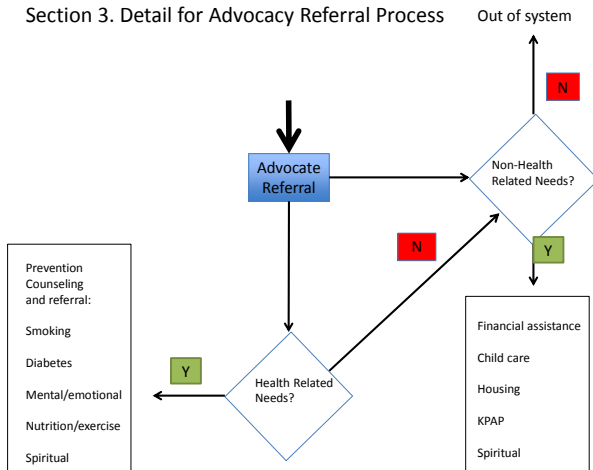 Section 3. Detail for Advocacy Referral Process
Out of system
N
Advocate
Referral
Non-Health
Related Needs?
N
Y
Prevention
Counseling
and referral:
Smoking
Diabetes
Mental/emotional
Nutrition/exercise
Spiritual
Y
Health Related
Needs?
Financial assistance
Child care
Housing
KPAP
Spiritual